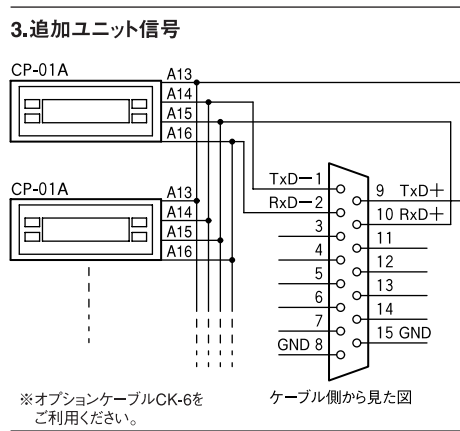 3.追加ユニット信号
CP-01A
A13
A14
A15
A16
CP-01A
A13
A14
A15
A16
TxD－1
RxD－2
3
4
5
6
7
GND 8
9 TxD＋
10 RxD＋
11
12
13
14
15 GND
※オプションケーブルCK-6を
ご利用ください。
ケーブル側から見た図